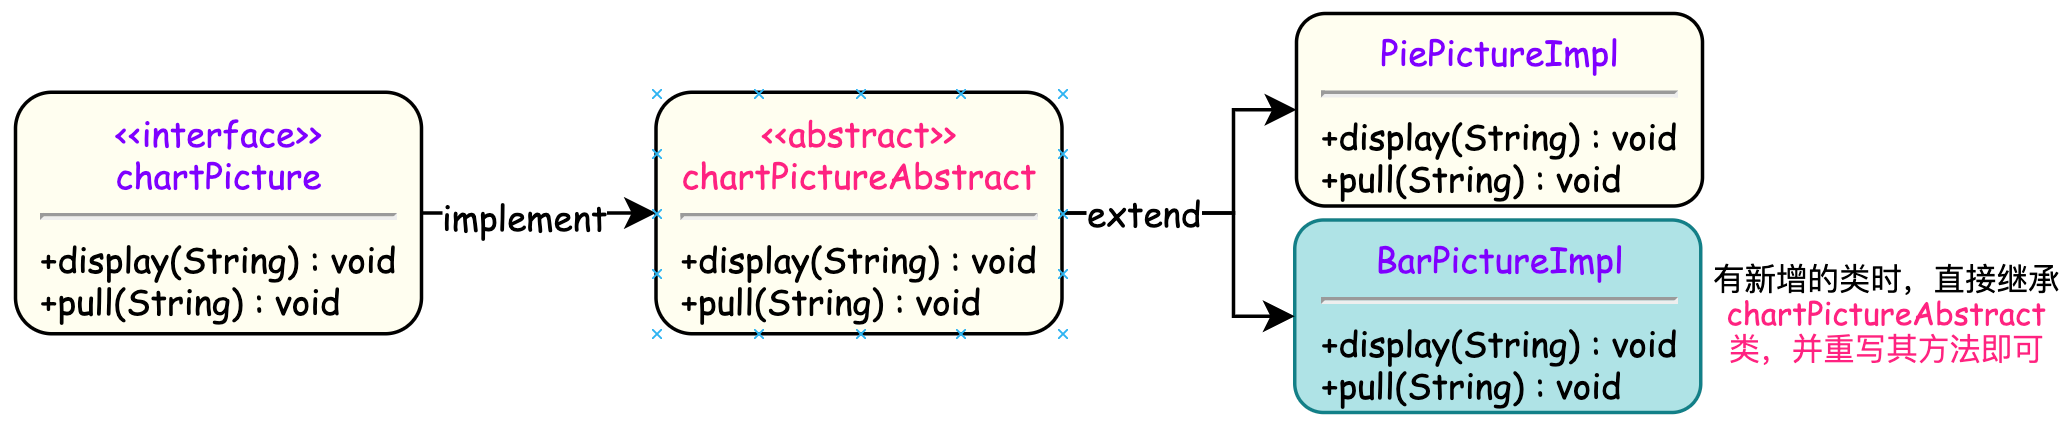 <<interface>>
chartPicture
+display(String) : void
+pull(String) : void
implement
<<abstract>>
chartPictureAbstract
+display(String) : void
+pull(String) : void
extend
PiePictureImpl
+display(String) : void
+pull(String) : void
BarPictureImpl
+display(String) : void
+pull(String) : void
有新增的类时，直接继承
chartPictureAbstract
类，并重写其方法即可